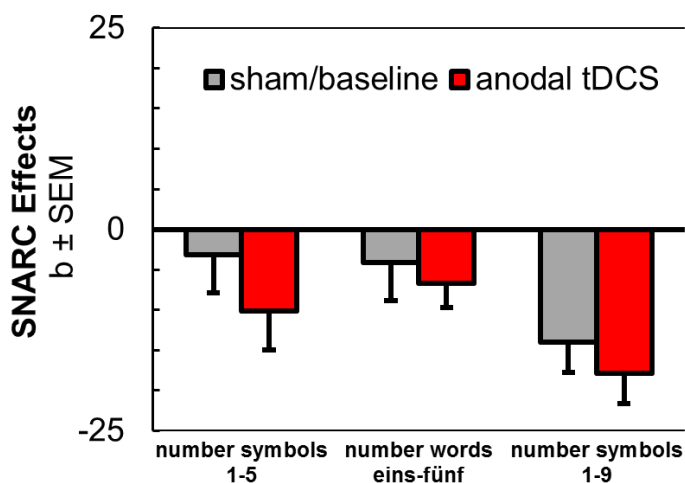 25
sham/baseline anodal tDCS
SNARC Effects
b ± SEM
0
-25
number symbols
1-5
number words
eins-fünf
number symbols
1-9